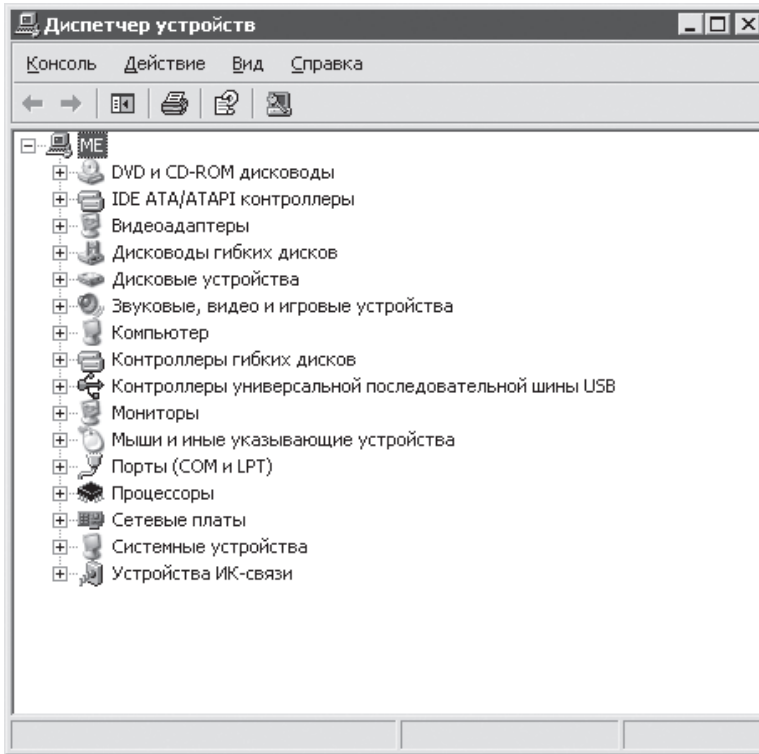 Диспетчер устройств
Консоль Действие Вид Справка
ME
DVD и CD-ROM дисководы
IDE ATA/ATAPI контроллеры
Видеоадаптеры
Дисководы гибких дисков
Дисковые устройства
Звуковые, видео и игровые устройства
Компьютер
Контроллеры гибких дисков
Контроллеры универсальной последовательной шины USB
Мониторы
Мыши и иные указывающие устройства
Порты (COM и LPT)
Процессоры
Сетевые платы
Системные устройства
Устройства ИК-связи